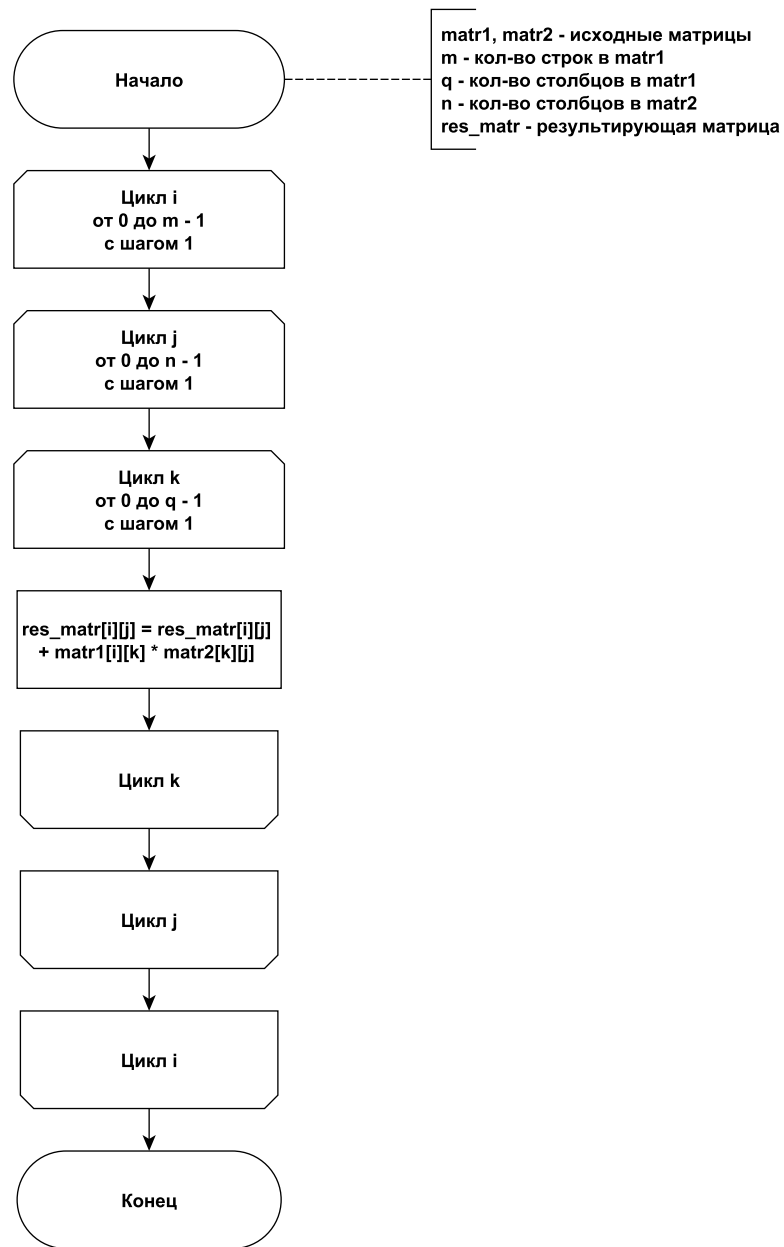 matr1, matr2 - исходные матрицы
m - кол-во строк в matr1
q - кол-во столбцов в matr1
n - кол-во столбцов в matr2
res_matr - результирующая матрица
Начало
Цикл i
от 0 до m - 1
с шагом 1
Цикл j
от 0 до n - 1
с шагом 1
Цикл k
от 0 до q - 1
с шагом 1
res_matr[i][j] = res_matr[i][j]
+ matr1[i][k] * matr2[k][j]
Цикл k
Цикл j
Цикл i
Конец